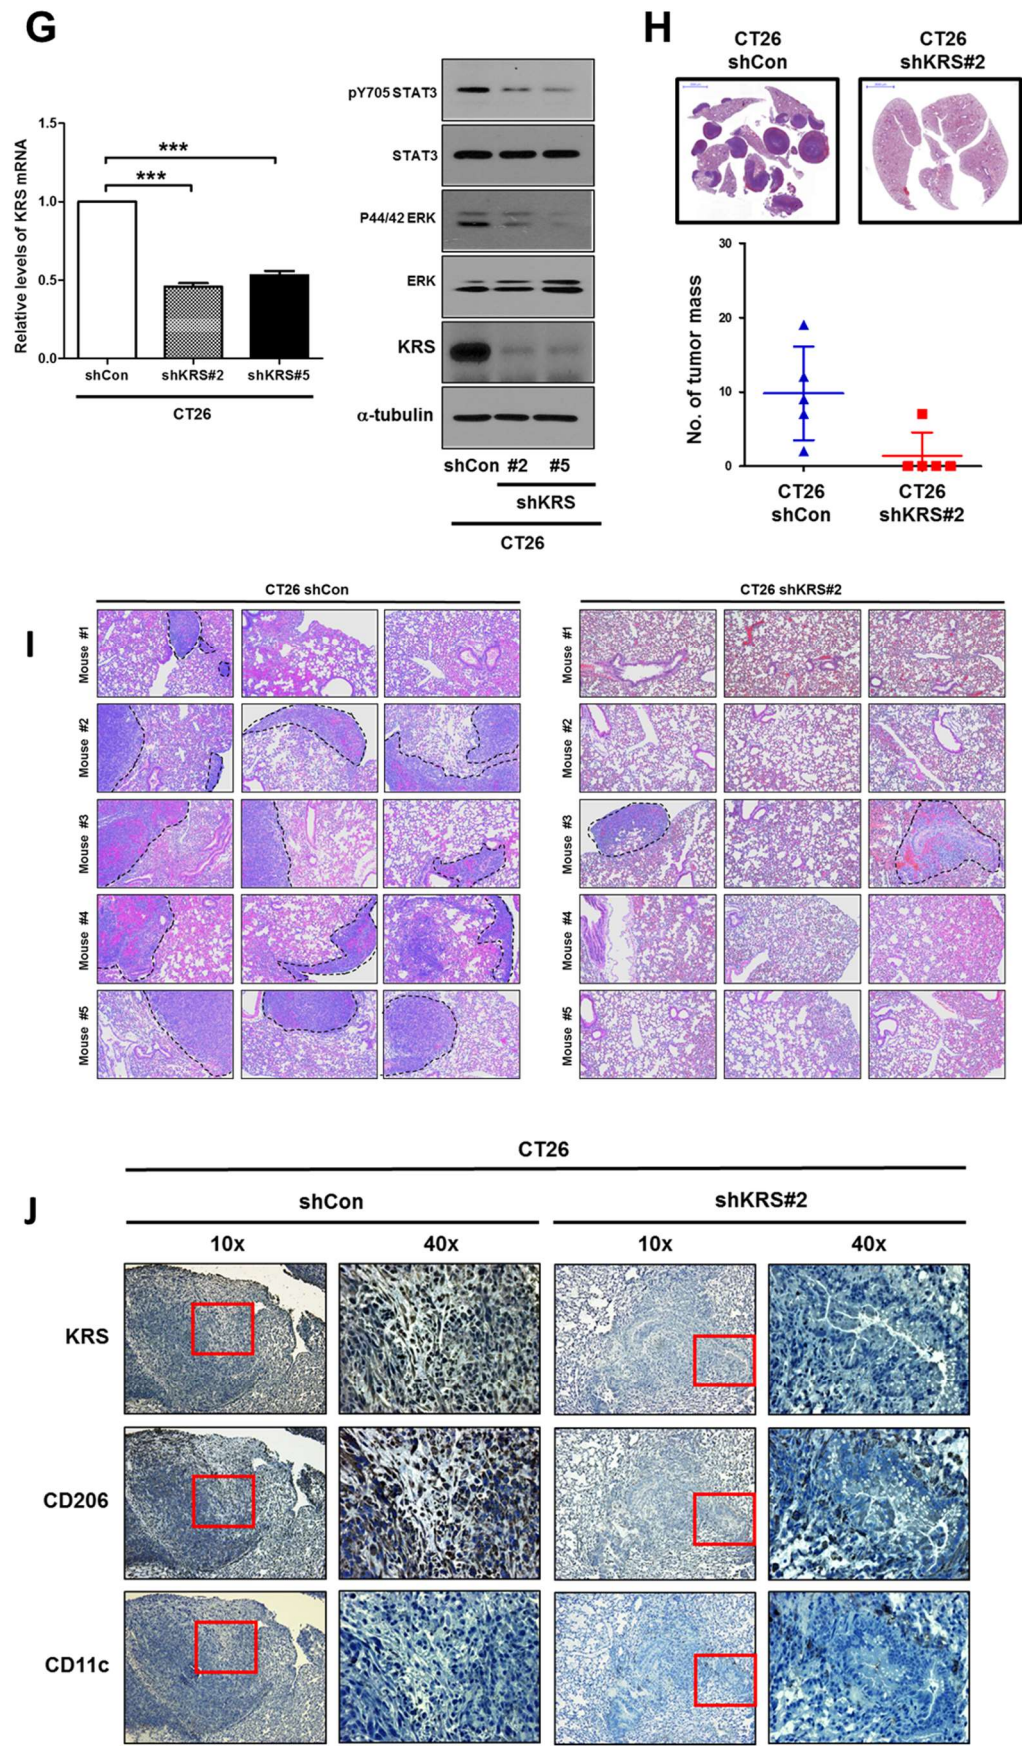 G
Relative levels of KRS mRNA
1.5
1.0
0.5
0.0
***
***
shCon
shKRS#2
shKRS#5
CT26
pY705 STAT3
STAT3
P44/42 ERK
ERK
KRS
α-tubulin
shCon #2 #5
shKRS
CT26
H
CT26
shCon
CT26
shKRS#2
No. of tumor mass
30
20
10
0
CT26
shCon
CT26
shKRS#2
I
CT26 shCon
CT26 shKRS#2
Mouse #1
Mouse #1
Mouse #2
Mouse #2
Mouse #3
Mouse #3
Mouse #4
Mouse #4
Mouse #5
Mouse #5
J
CT26
shCon
shKRS#2
10x
40x
10x
40x
KRS
CD206
CD11c